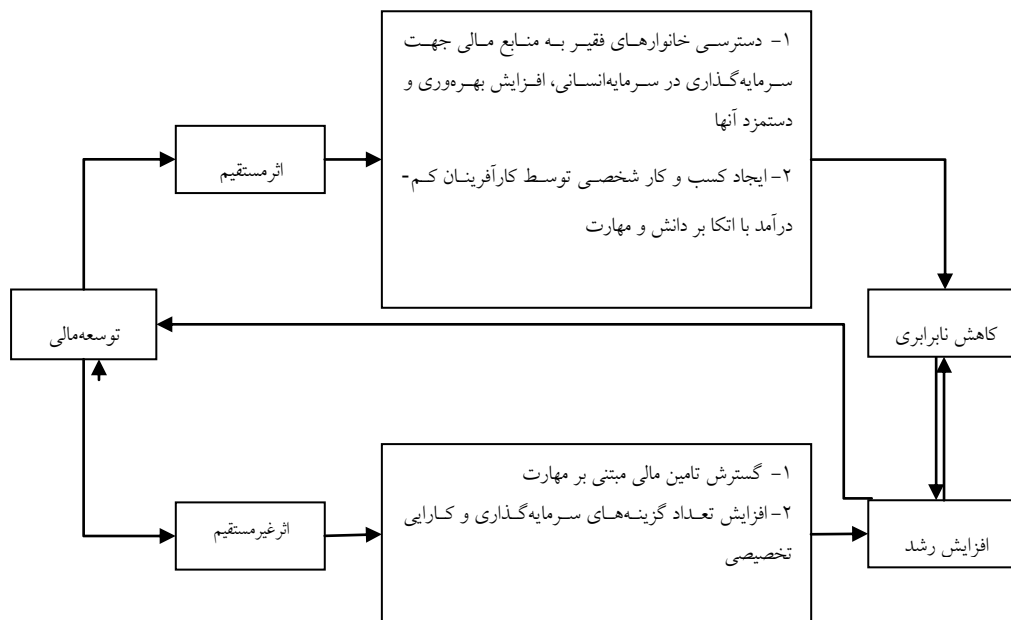 ۱- دسترسی خانوارهای فقیر به منابع مالی جهت
سرمایه‌گذاری در سرمایه‌انسانی، افزایش بهره‌وری و
دستمزد آنها
۲- ایجاد کسب و کار شخصی توسط کارآفرینان کم-
درآمد با اتکا بر دانش و مهارت
اثرمستقیم
توسعه‌مالی
کاهش نابرابری
۱- گسترش تامین مالی مبتنی بر مهارت
۲- افزایش تعداد گزینه‌های سرمایه‌گذاری و کارایی
تخصیصی
اثرغیرمستقیم
افزایش رشد